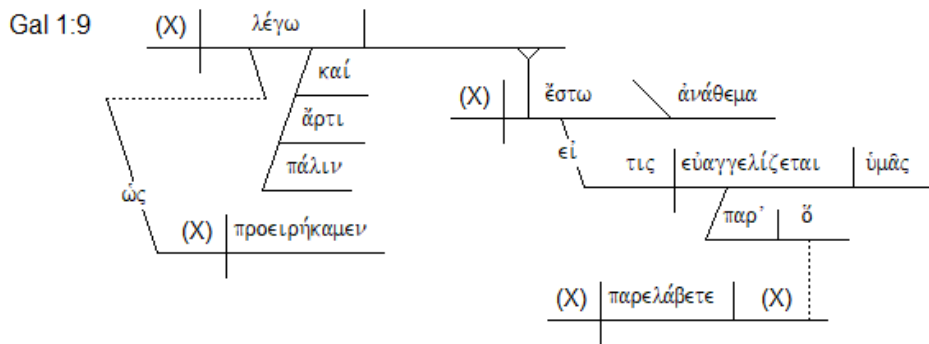 Gal 1:9
(X) λέγω
καί
ἄρτι
πάλιν
ὡς
(X) προειρήκαμεν
(X) ἔστω ἀνάθεμα
εἰ
τις εὐαγγελίζεται ὑμᾶς
παρ’ ὅ
(X) παρελάβετε (X)